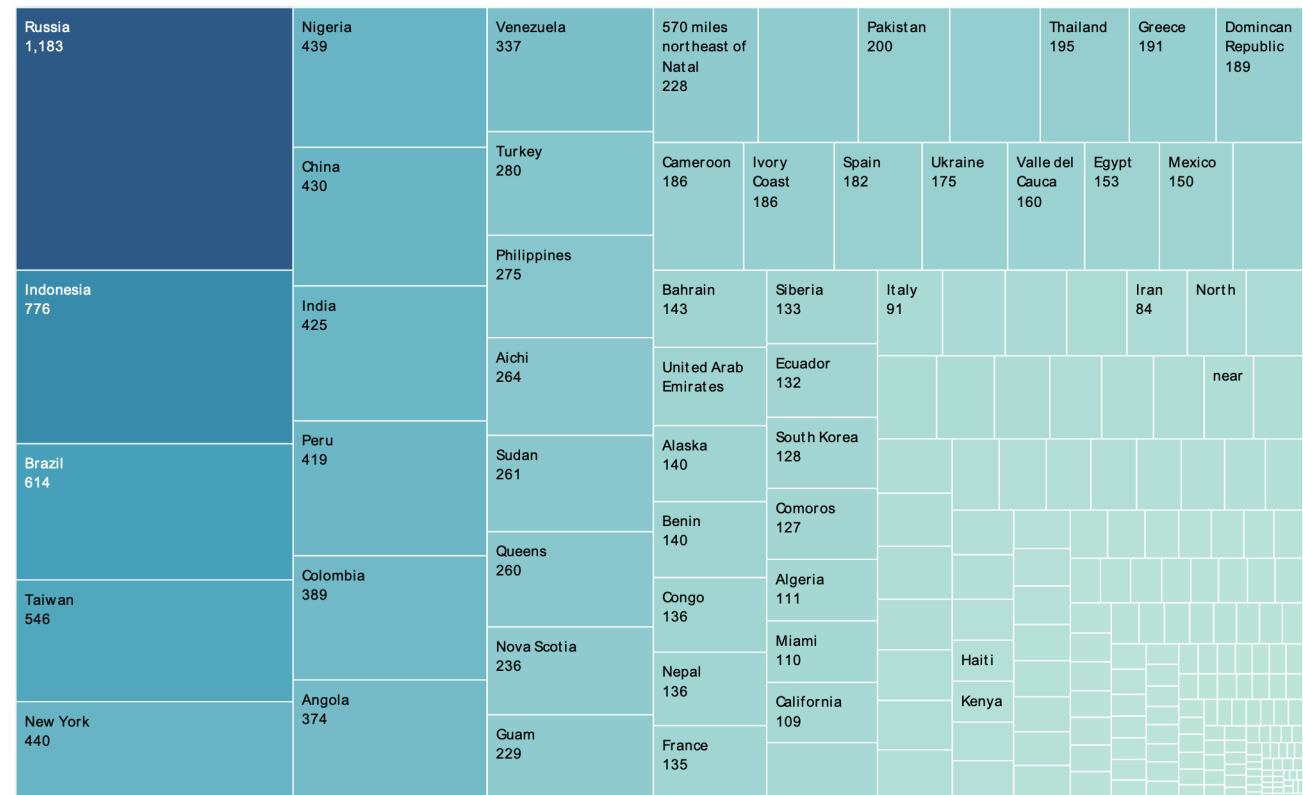 Russia
1,183
Indonesia
776
Brazil
614
Taiwan
546
New York
440
Nigeria
439
China
430
India
425
Peru
419
Colombia
389
Angola
374
Venezuela
337
Turkey
280
Philippines
275
Aichi
264
Sudan
261
Queens
260
Nova Scotia
236
Guam
229
570 miles
northeast of
Natal
228
Pakistan
200
Thailand
195
Greece
191
Domincan
Republic
189
Cameroon
186
Ivory
Coast
186
Spain
182
Ukraine
175
Valle del
Cauca
160
Egypt
153
Mexico
150
Bahrain
143
United Arab
Emirates
Alaska
140
Benin
140
Congo
136
Nepal
136
France
135
Siberia
133
Ecuador
132
South Korea
128
Comoros
127
Algeria
111
Miami
110
California
109
Italy
91
Iran
84
North
near
Haiti
Kenya